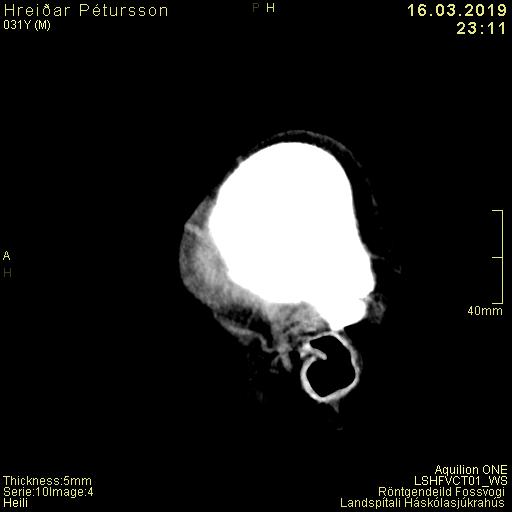 Hreiðar Pétursson
031Y (M)
P H
16.03.2019
23:11
A
H
40mm
Thickness:5mm
Serie:10Image:4
Heili
Aquilion ONE
LSHFVCT01_WS
Röntgendeild Fossvogi
Landspítali Háskólasjúkrahús